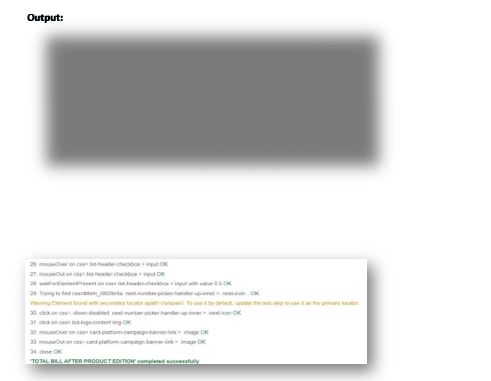 Output:
26. mouseOver on css=.list-header-checkbox > input OK
27. mouseOut on css=.list-header-checkbox > input OK
28. waitForElementPresent on css=.list-header-checkbox > input with value 0.5 OK
29. Trying to find .next-number-picker-handler-up-inner > .next-icon... OK
Warning Element found with secondary locator To use it by default, update the test step to use it as the primary locator.
30. click on css=.down-disabled .next-number-picker-handler-up-inner > .next-icon OK
31. click on css=.lzd-logo-content img OK
32. mouseOver on css=.card-platform-campaign-banner-link > .image OK
33. mouseOut on css=.card-platform-campaign-banner-link > .image OK
34. close OK
'TOTAL BILL AFTER PRODUCT EDITION' completed successfully